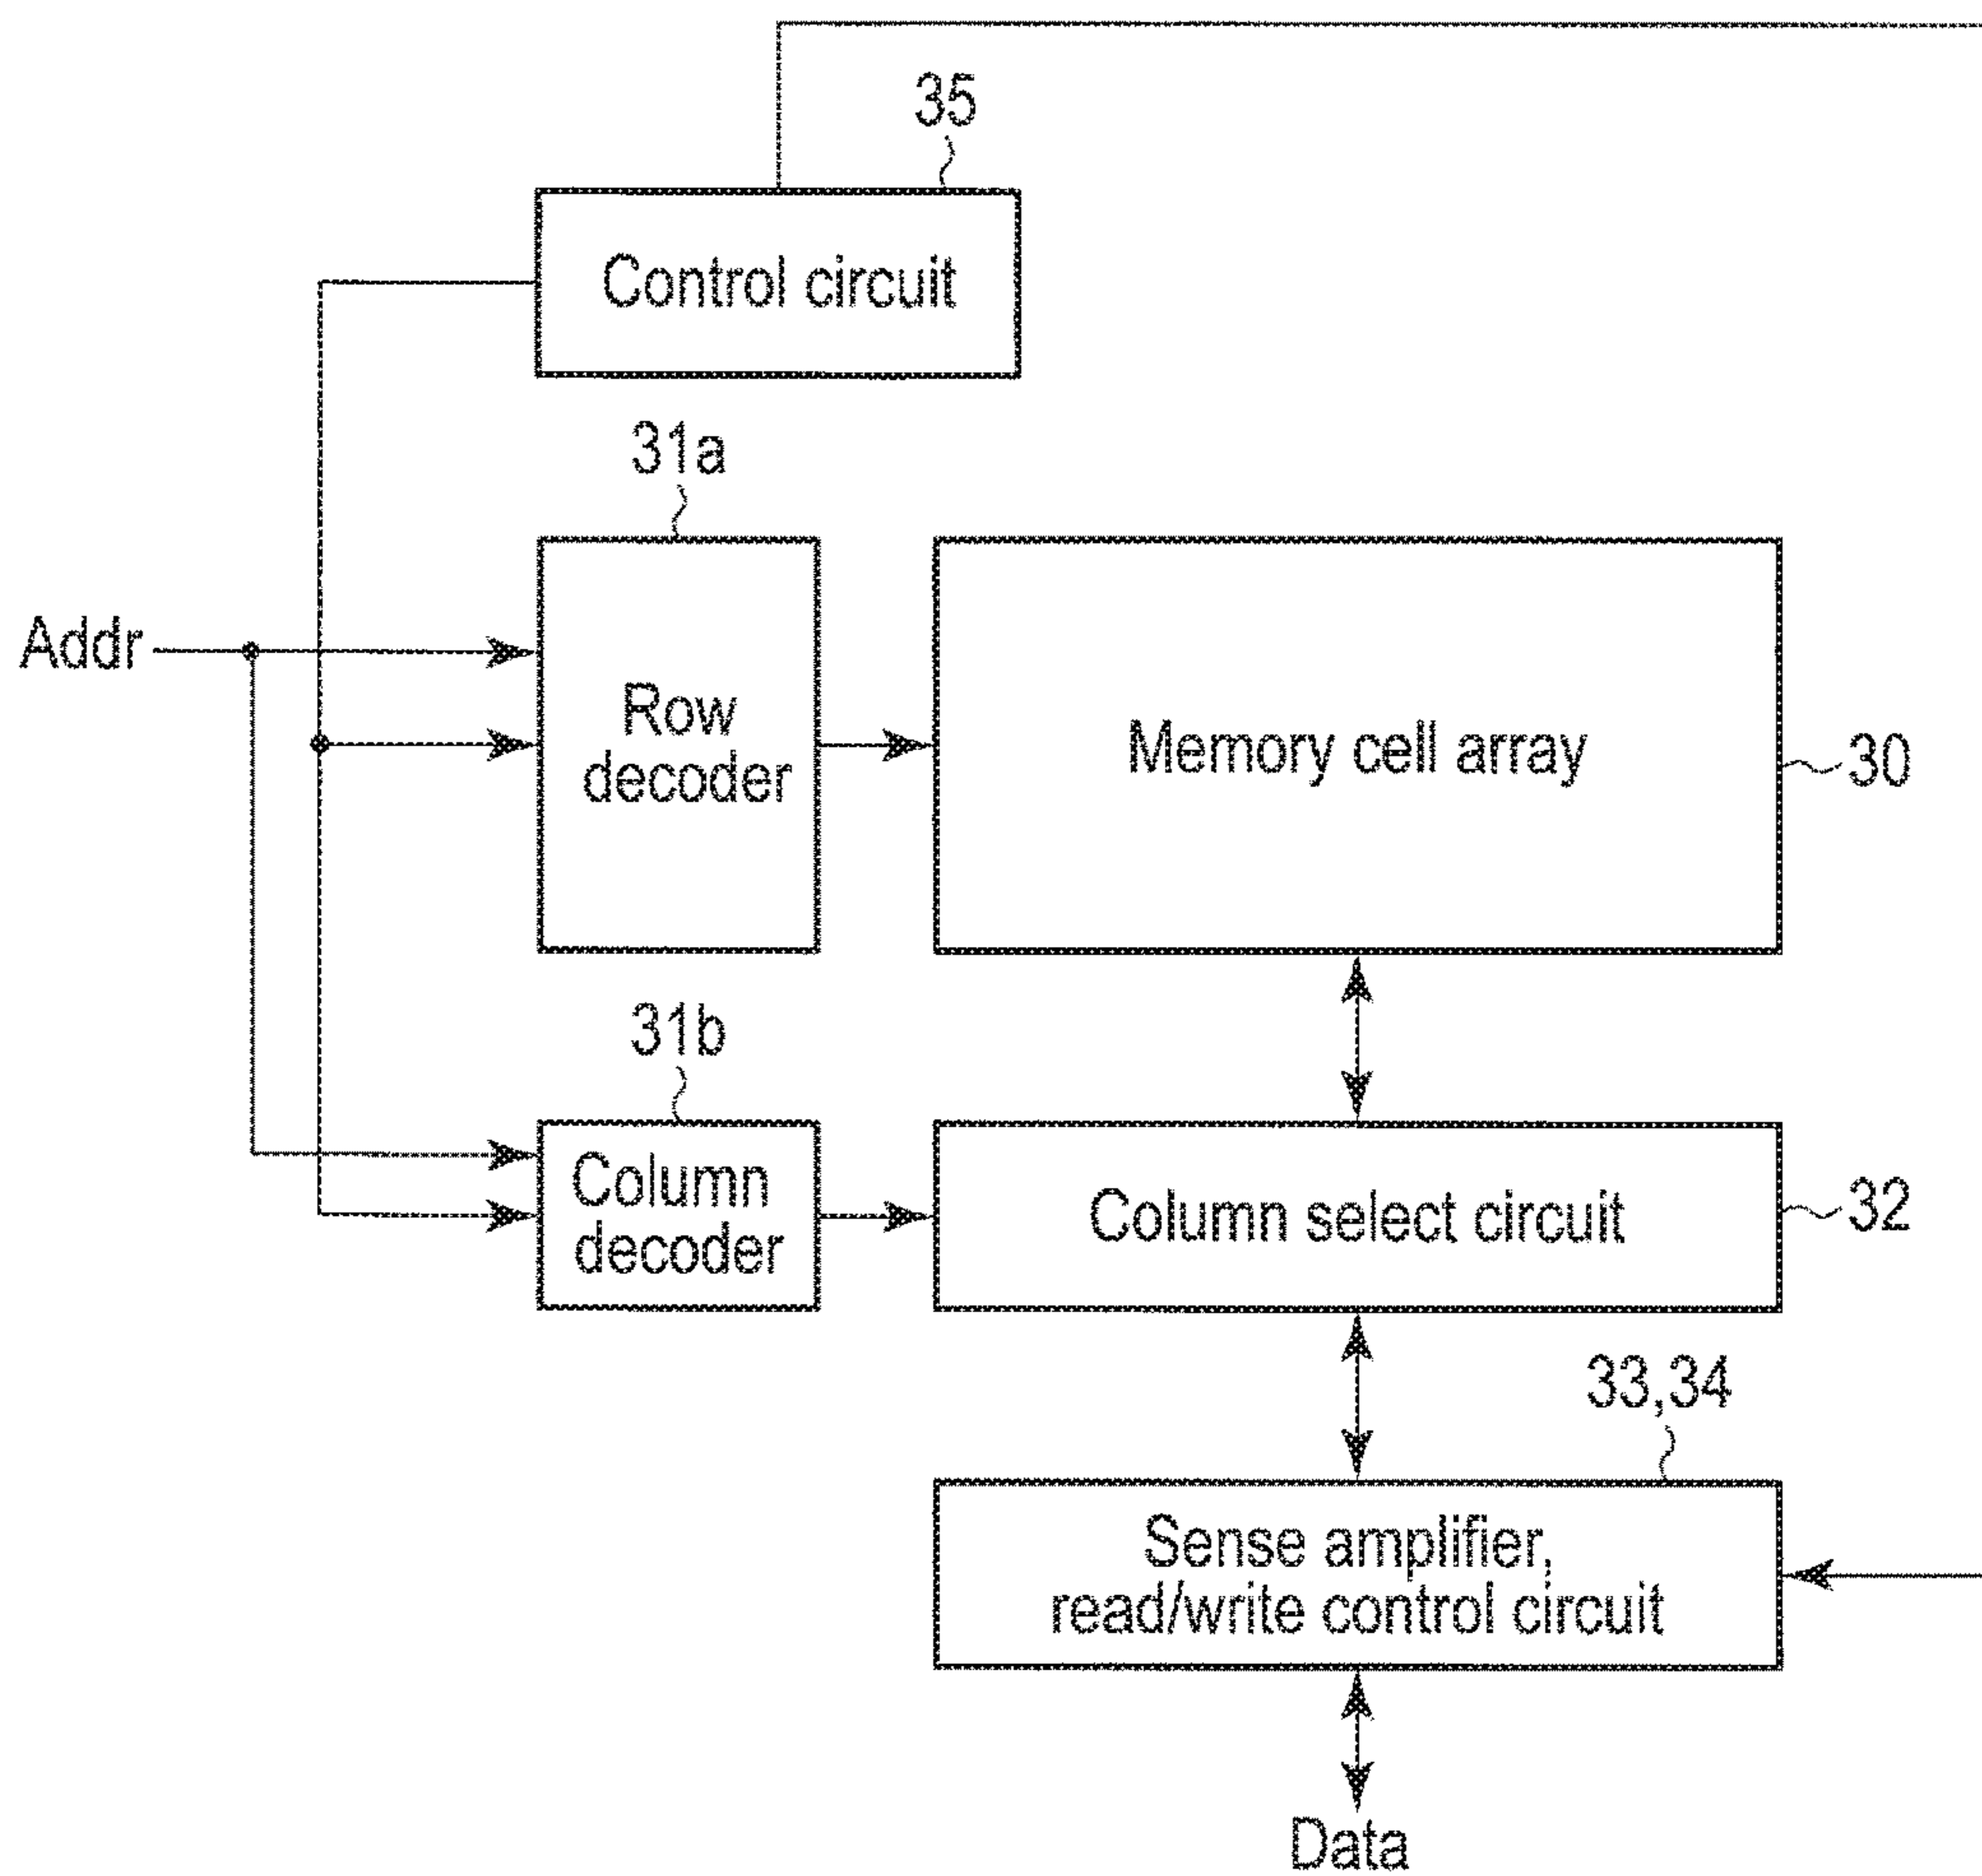 35
Control circuit
31a
Addr
Row
decoder
Memory cell array
30
31b
Column
decoder
Column select circuit
32
33,34
Sense amplifier,
read/write control circuit
Data